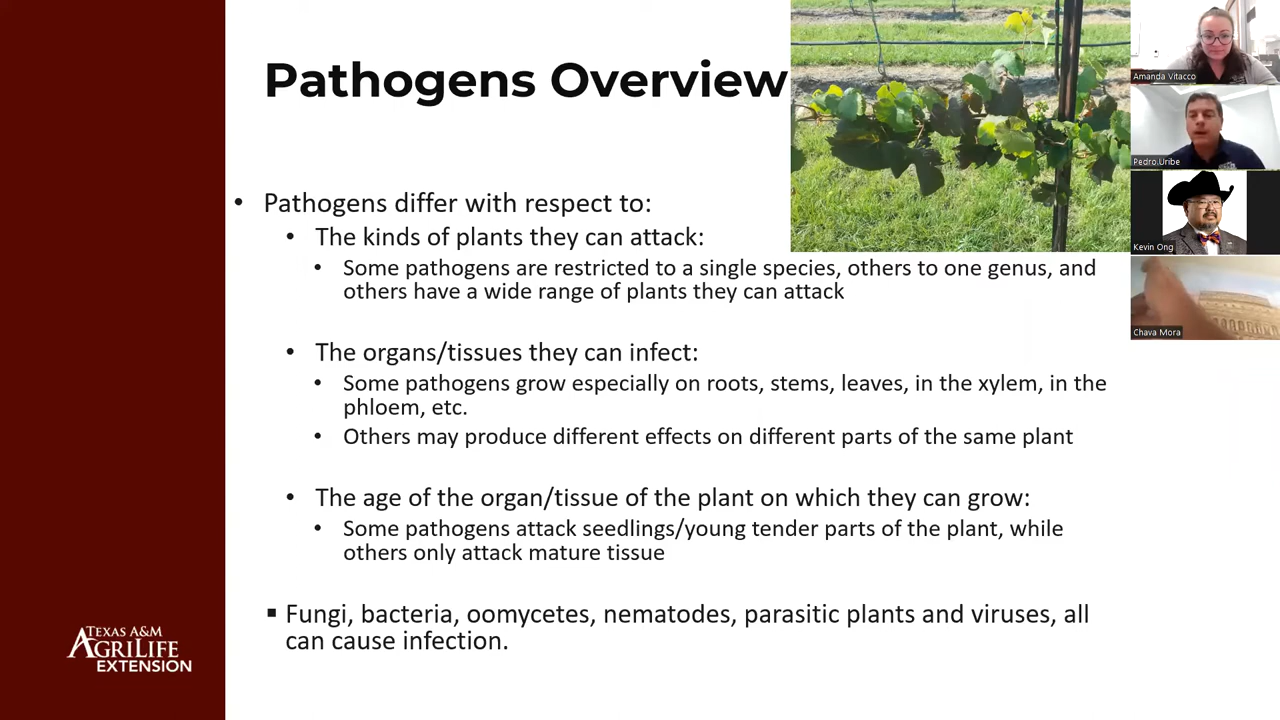 Pathogens Overview
• Pathogens differ with respect to:
• The kinds of plants they can attack:
• Some pathogens are restricted to a single species, others to one genus, and
others have a wide range of plants they can attack
• The organs/tissues they can infect:
• Some pathogens grow especially on roots, stems, leaves, in the xylem, in the
phloem, etc.
• Others may produce different effects on different parts of the same plant
• The age of the organ/tissue of the plant on which they can grow:
• Some pathogens attack seedlings/young tender parts of the plant, while
others only attack mature tissue
▪ Fungi, bacteria, oomycetes, nematodes, parasitic plants and viruses, all
can cause infection.
TEXAS A&M
AGRILIFE
EXTENSION
Amanda Vitacco
Pedro.Uribe
Kevin Ong
Chava Mora